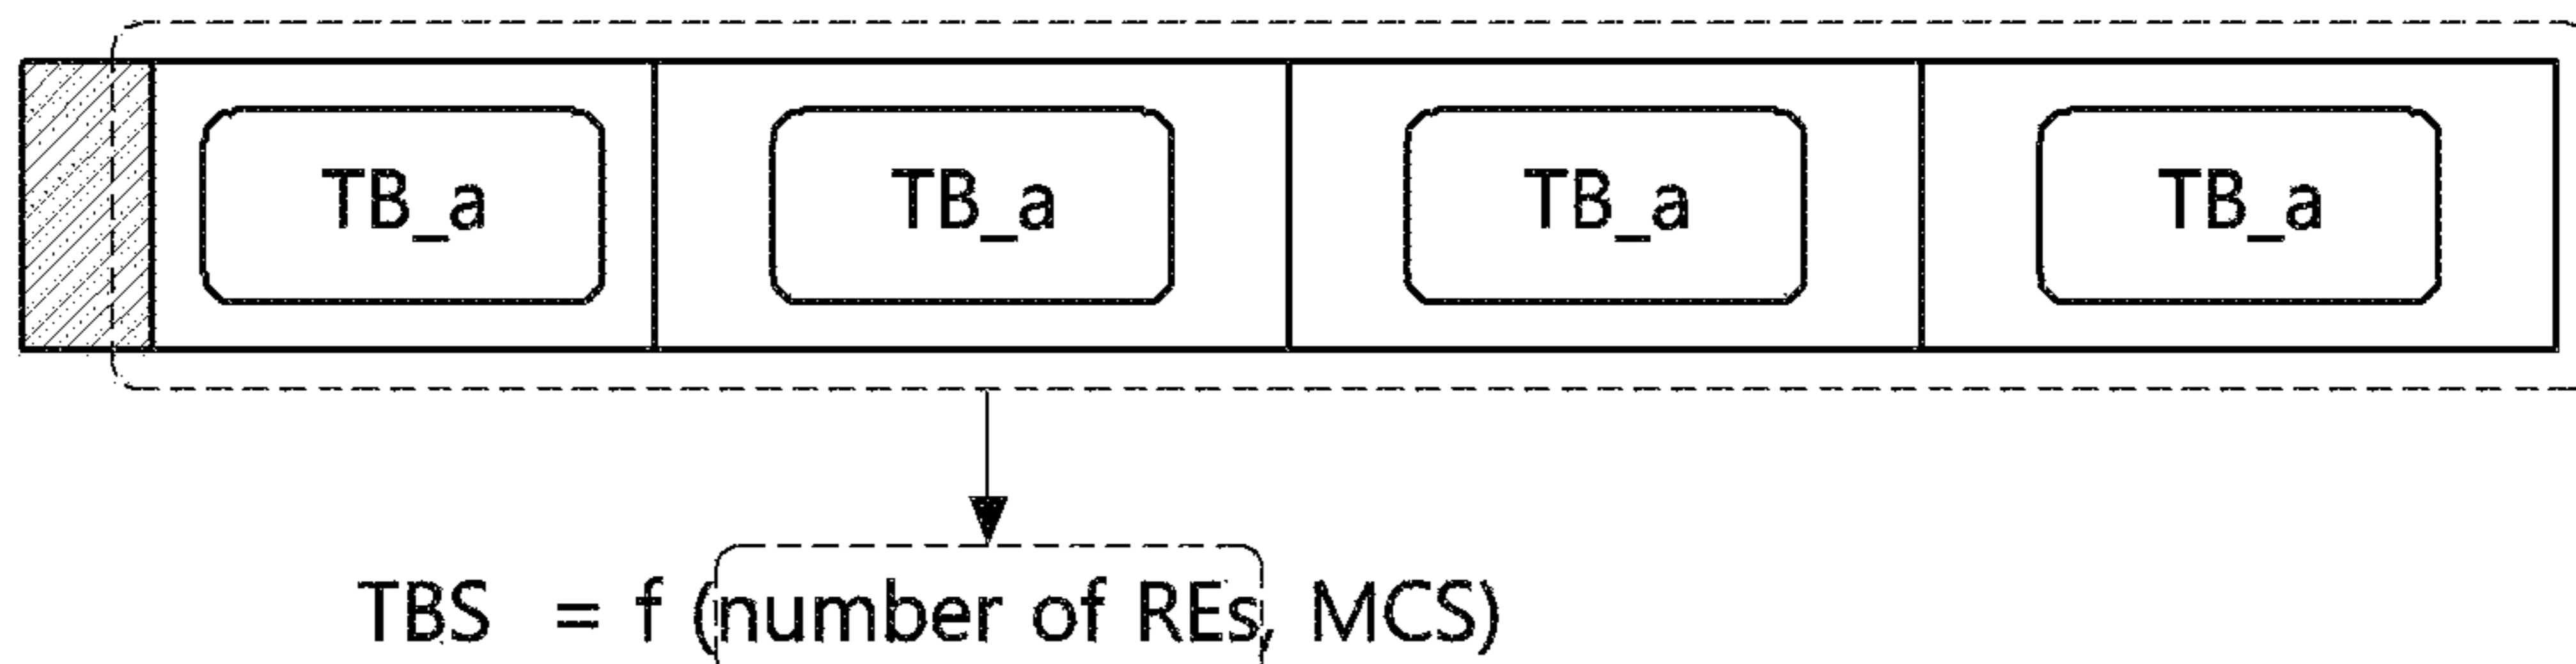 TB_a TB_a TB_a TB_a
TBS = f (number of REs, MCS)